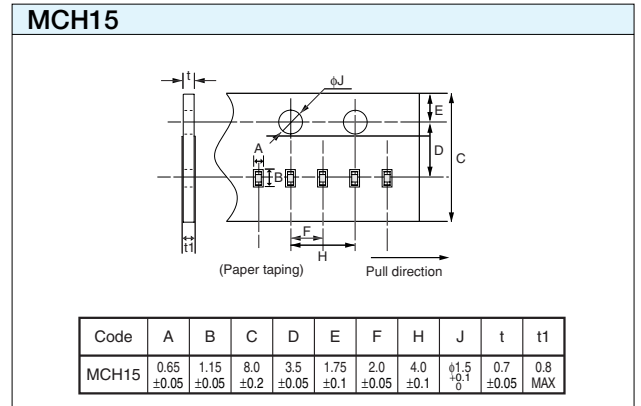 MCH15
t
ϕJ
E
D
C
A
B
F
H
t1
(Paper taping)
Pull direction
Code A B C D E F H J t t1
MCH15 0.65 ±0.05 1.15 ±0.05 8.0 ±0.2 3.5 ±0.05 1.75 ±0.1 2.0 ±0.05 4.0 ±0.1 ϕ1.5 +0.1 0 0.7 ±0.05 0.8 MAX